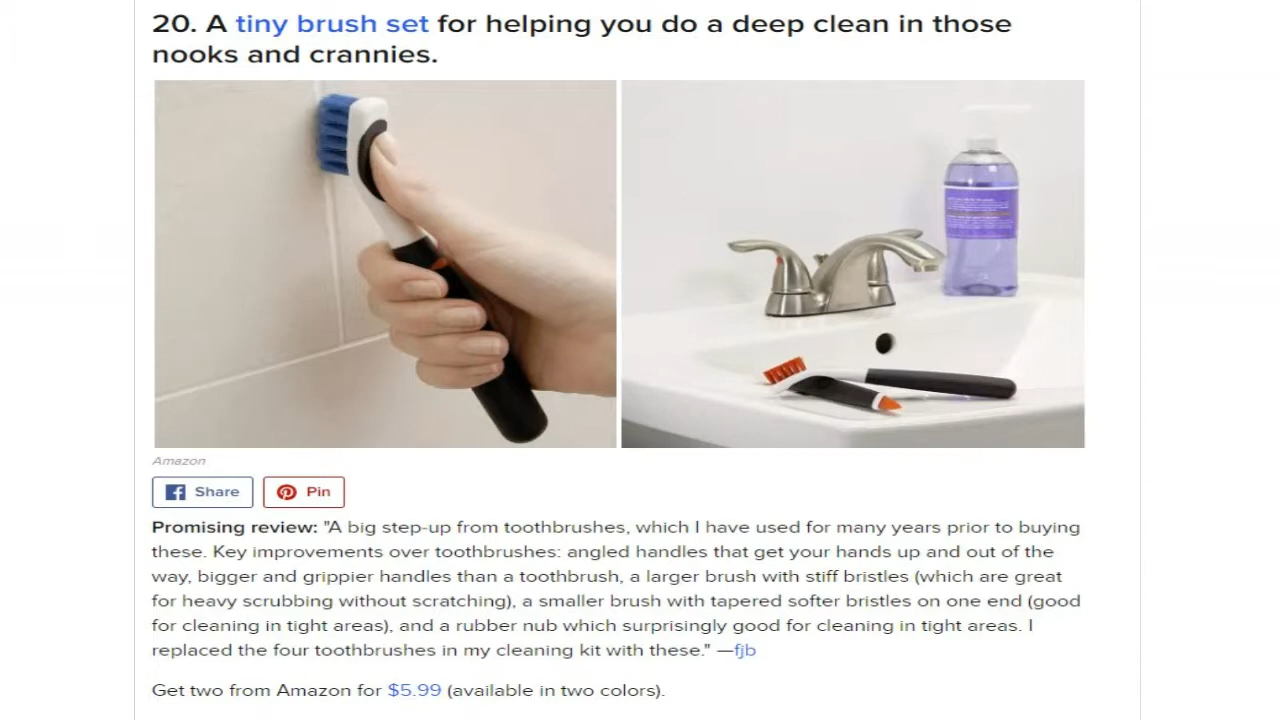 20. A tiny brush set for helping you do a deep clean in those
nooks and crannies.
Amazon
Share
Pin
Promising review: "A big step-up from toothbrushes, which I have used for many years prior to buying
these. Key improvements over toothbrushes: angled handles that get your hands up and out of the
way, bigger and grippier handles than a toothbrush, a larger brush with stiff bristles (which are great
for heavy scrubbing without scratching), a smaller brush with tapered softer bristles on one end (good
for cleaning in tight areas), and a rubber nub which surprisingly good for cleaning in tight areas. I
replaced the four toothbrushes in my cleaning kit with these." —fjb
Get two from Amazon for $5.99 (available in two colors).